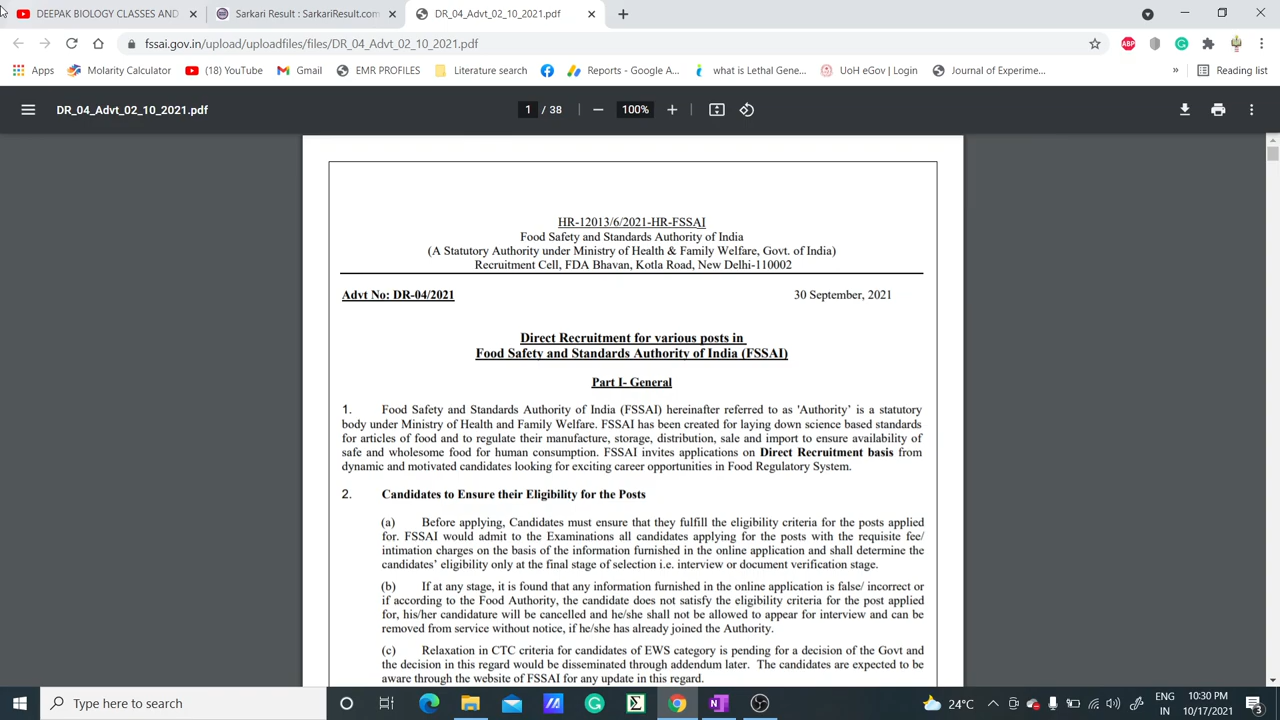 DEEPAK BIOLOGY CLASSES AND
Sarkari Result : SarkariResult.com
DR_04_Advt_02_10_2021.pdf
fssai.gov.in/upload/uploadfiles/files/DR_04_Advt_02_10_2021.pdf
ABP
Apps
Molarity Calculator
(18) YouTube
Gmail
EMR PROFILES
Literature search
Reports - Google A...
what is Lethal Gene...
UoH eGov | Login
Journal of Experime...
»
Reading list
DR_04_Advt_02_10_2021.pdf
1 / 38
100%
HR-12013/6/2021-HR-FSSAI
Food Safety and Standards Authority of India
(A Statutory Authority under Ministry of Health & Family Welfare, Govt. of India)
Recruitment Cell, FDA Bhavan, Kotla Road, New Delhi-110002
Advt No: DR-04/2021 30 September, 2021
Direct Recruitment for various posts in
Food Safety and Standards Authority of India (FSSAI)
Part I- General
1. Food Safety and Standards Authority of India (FSSAI) hereinafter referred to as 'Authority' is a statutory
body under Ministry of Health and Family Welfare. FSSAI has been created for laying down science based standards
for articles of food and to regulate their manufacture, storage, distribution, sale and import to ensure availability of
safe and wholesome food for human consumption. FSSAI invites applications on Direct Recruitment basis from
dynamic and motivated candidates looking for exciting career opportunities in Food Regulatory System.
2. Candidates to Ensure their Eligibility for the Posts
(a) Before applying, Candidates must ensure that they fulfill the eligibility criteria for the posts applied
for. FSSAI would admit to the Examinations all candidates applying for the posts with the requisite fee/
intimation charges on the basis of the information furnished in the online application and shall determine the
candidates' eligibility only at the final stage of selection i.e. interview or document verification stage.
(b) If at any stage, it is found that any information furnished in the online application is false/ incorrect or
if according to the Food Authority, the candidate does not satisfy the eligibility criteria for the post applied
for, his/her candidature will be cancelled and he/she shall not be allowed to appear for interview and can be
removed from service without notice, if he/she has already joined the Authority.
(c) Relaxation in CTC criteria for candidates of EWS category is pending for a decision of the Govt and
the decision in this regard would be disseminated through addendum later. The candidates are expected to be
aware through the website of FSSAI for any update in this regard.
Type here to search
24°C
ENG
IN
10:30 PM
10/17/2021
3